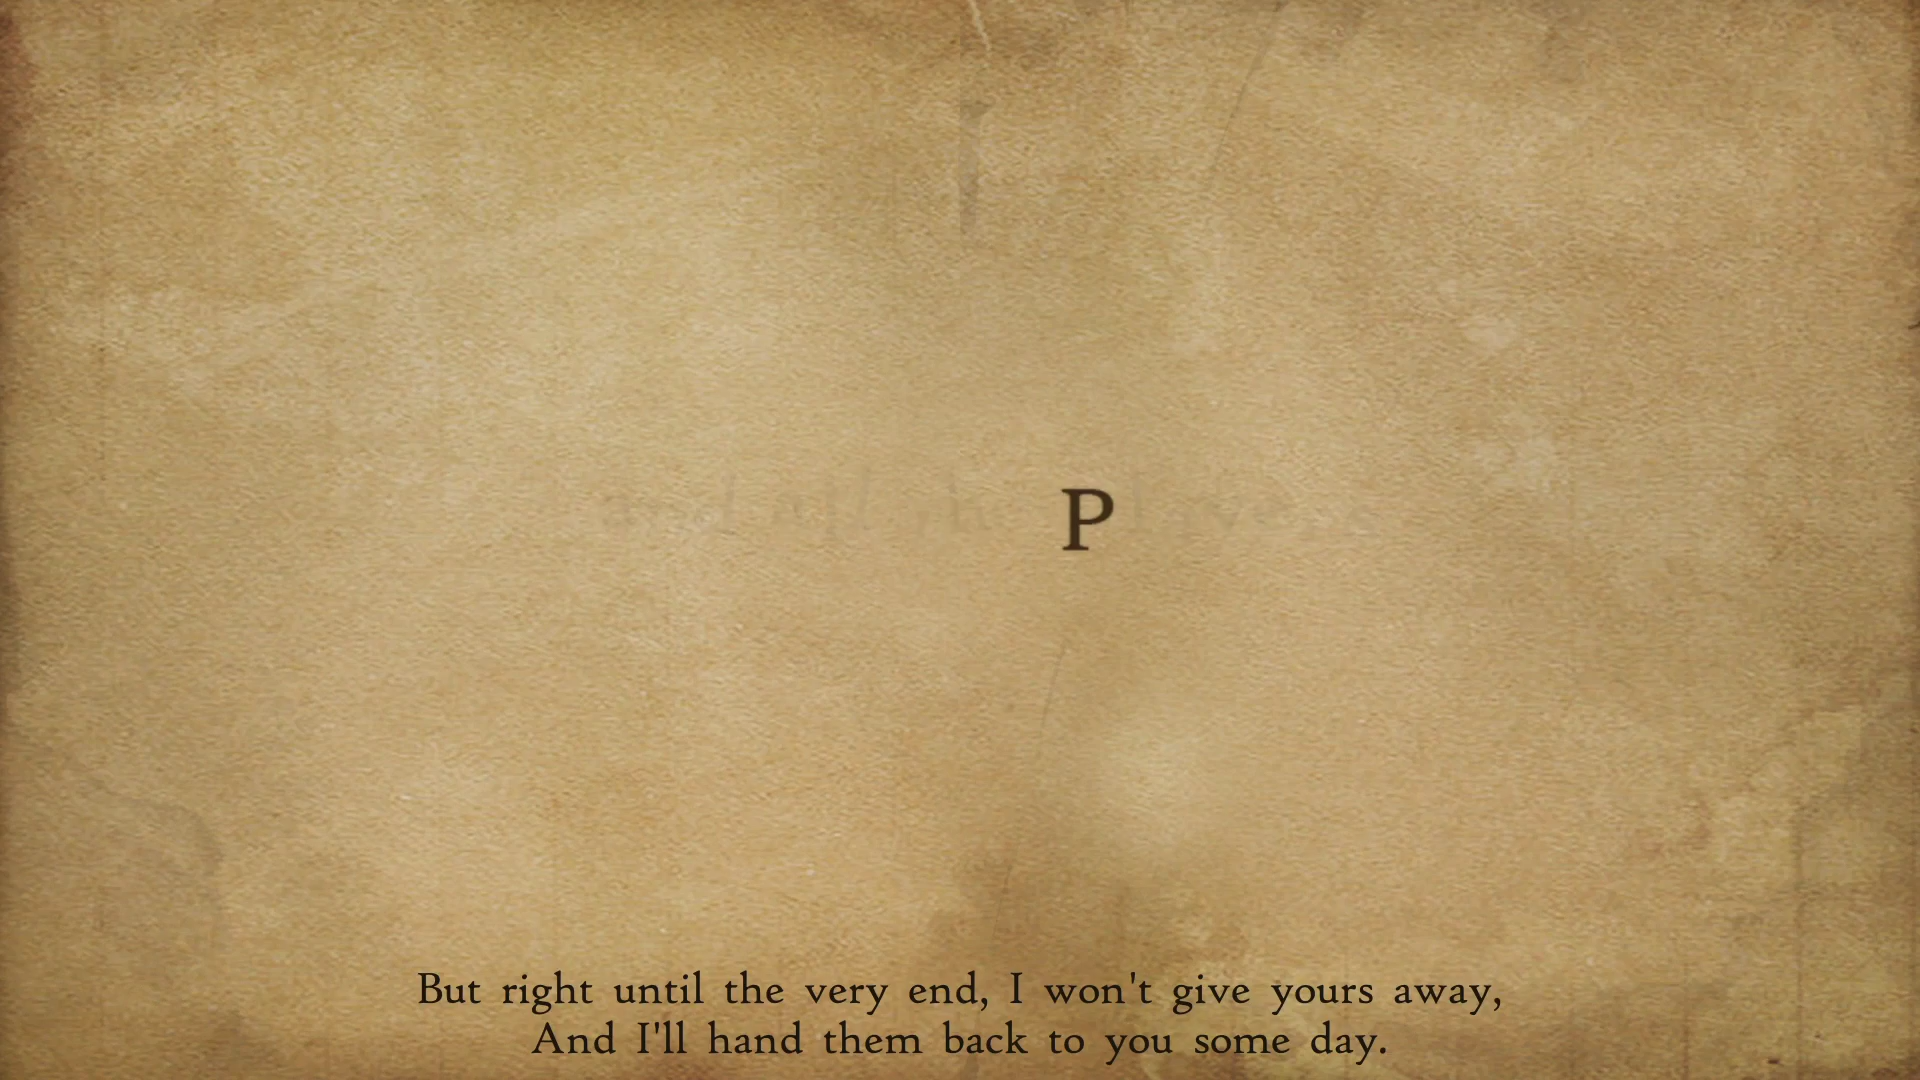 P
But right until the very end, I won't give yours away,
And I'll hand them back to you some day.